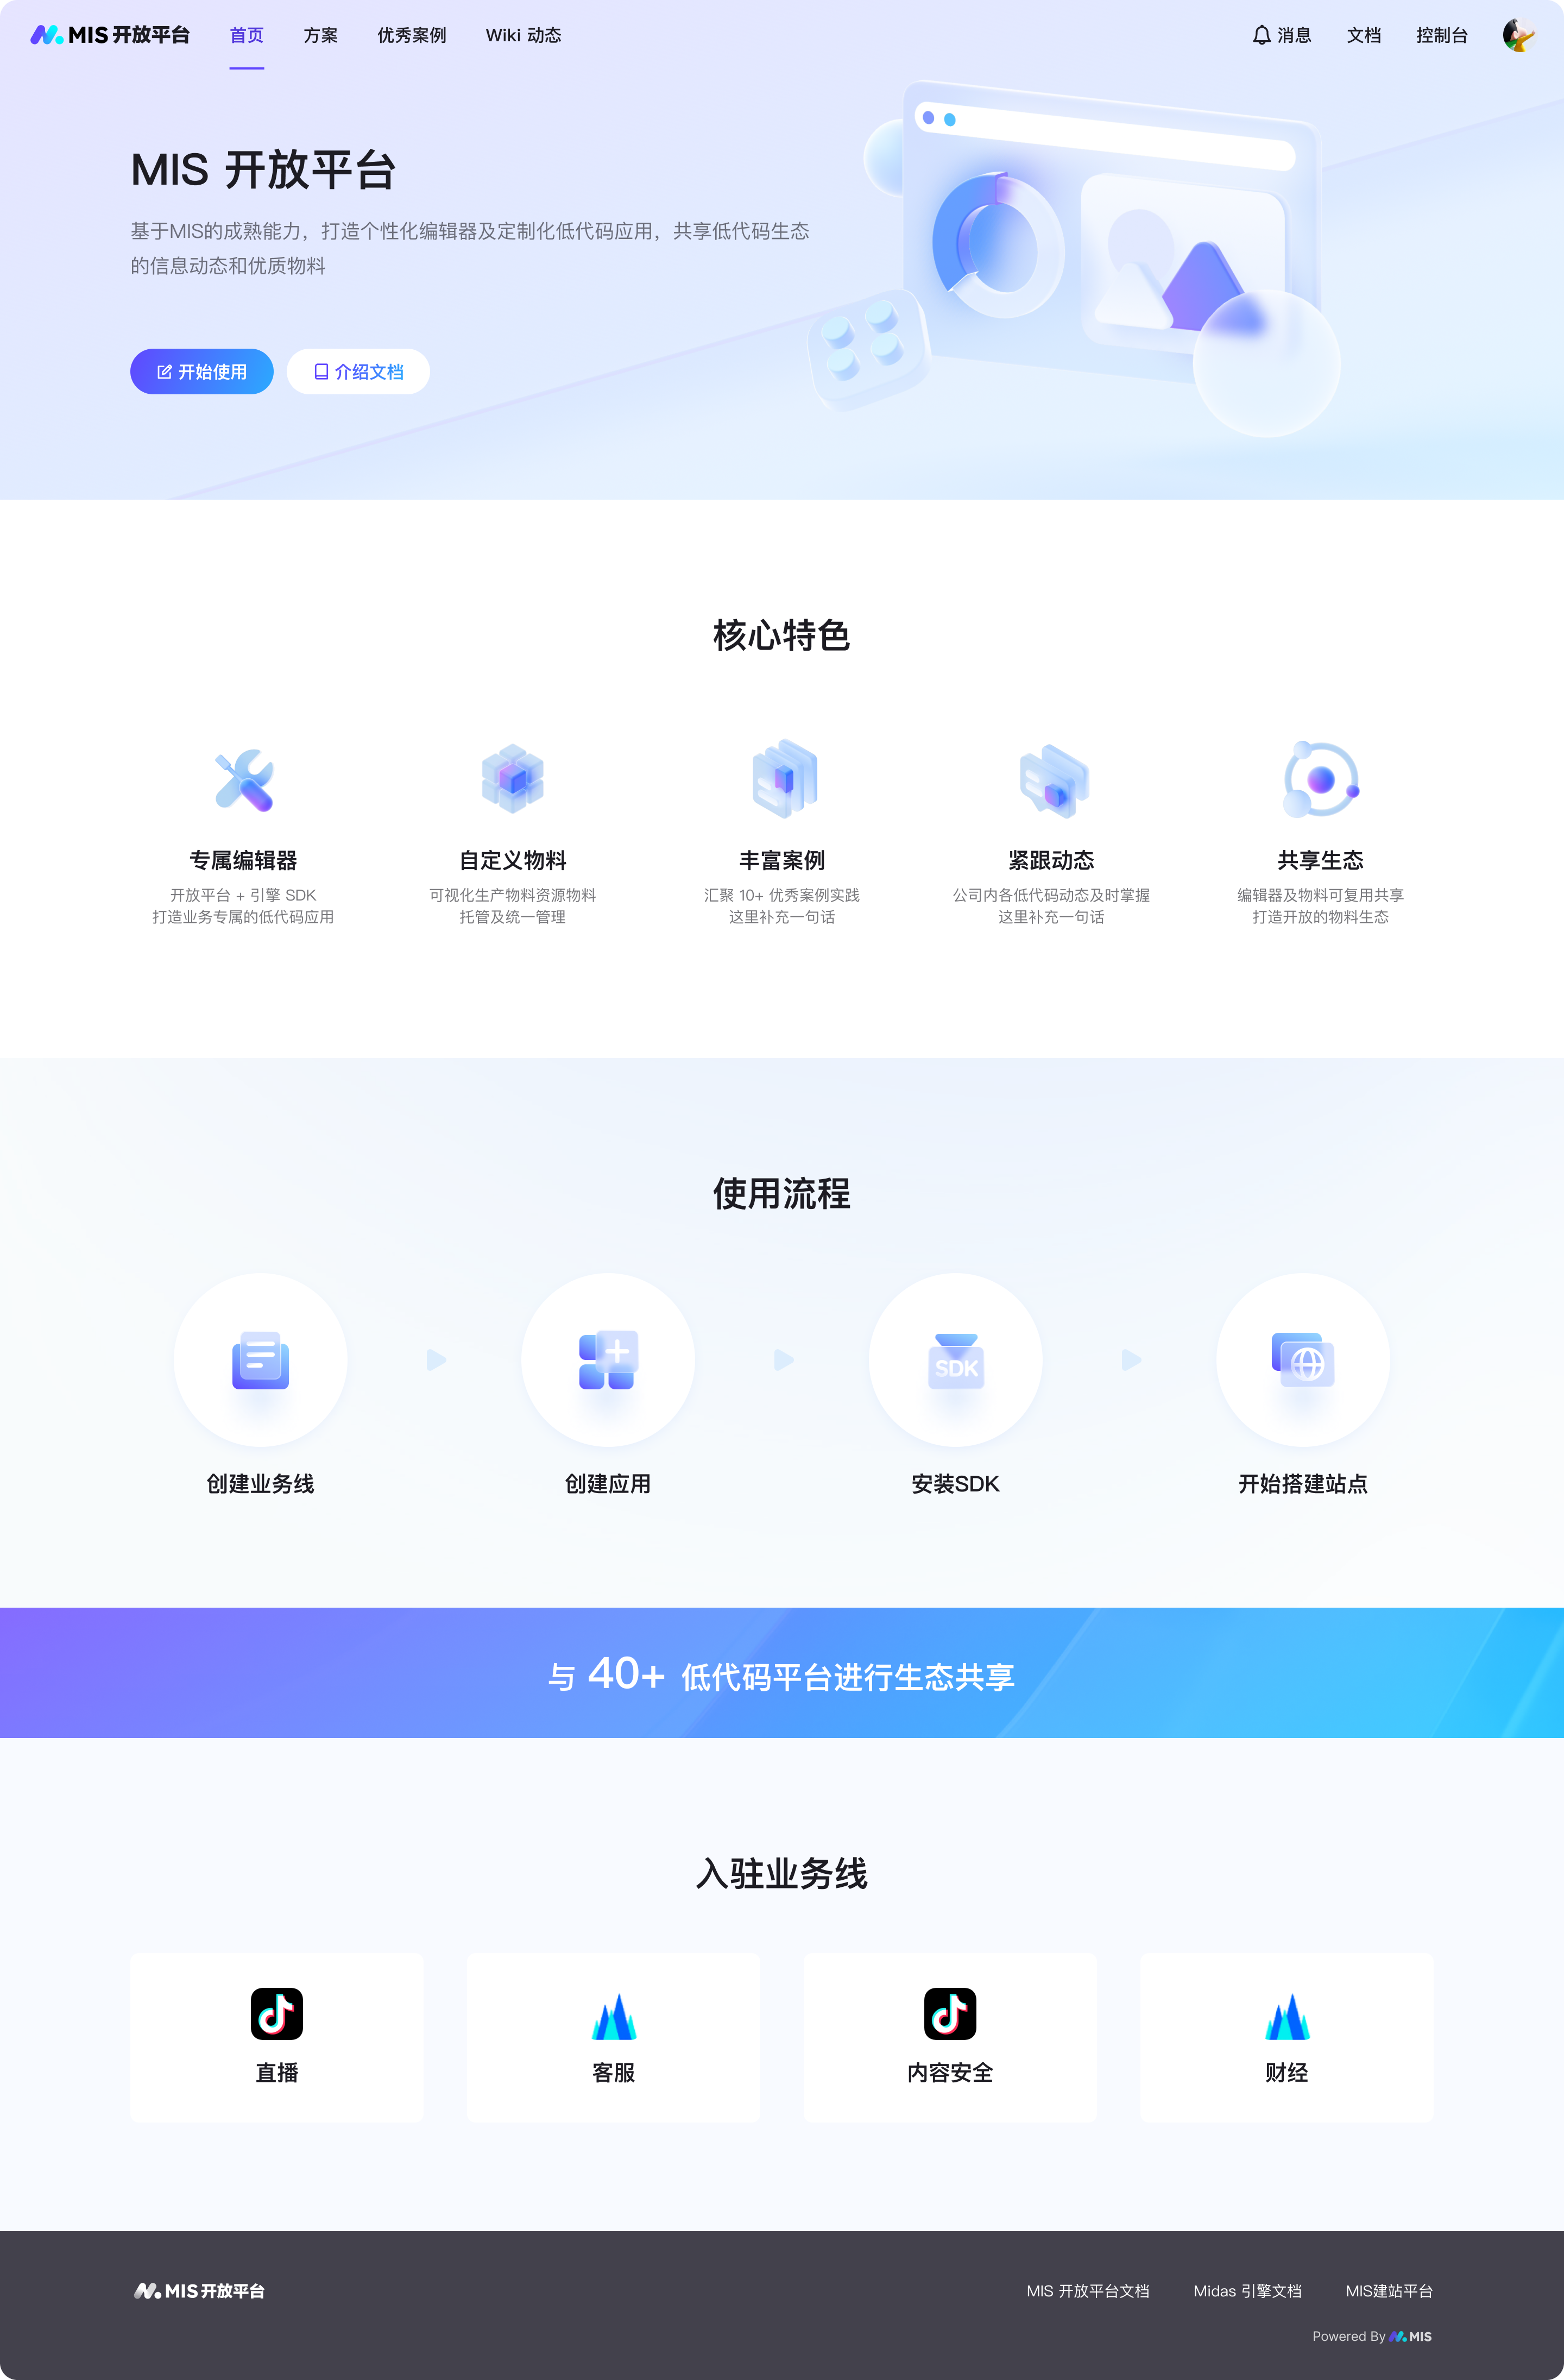 MIS 开放平台
首页 方案 优秀案例 Wiki 动态
消息 文档 控制台
MIS 开放平台
基于MIS的成熟能力，打造个性化编辑器及定制化低代码应用，共享低代码生态
的信息动态和优质物料
开始使用
介绍文档
核心特色
专属编辑器
开放平台 + 引擎 SDK
打造业务专属的低代码应用
自定义物料
可视化生产物料资源物料
托管及统一管理
丰富案例
汇聚 10+ 优秀案例实践
这里补充一句话
紧跟动态
公司内各低代码动态及时掌握
这里补充一句话
共享生态
编辑器及物料可复用共享
打造开放的物料生态
使用流程
创建业务线
创建应用
SDK
安装SDK
开始搭建站点
与 40+ 低代码平台进行生态共享
入驻业务线
直播
客服
内容安全
财经
MIS 开放平台
MIS 开放平台文档 Midas 引擎文档 MIS建站平台
Powered By MIS